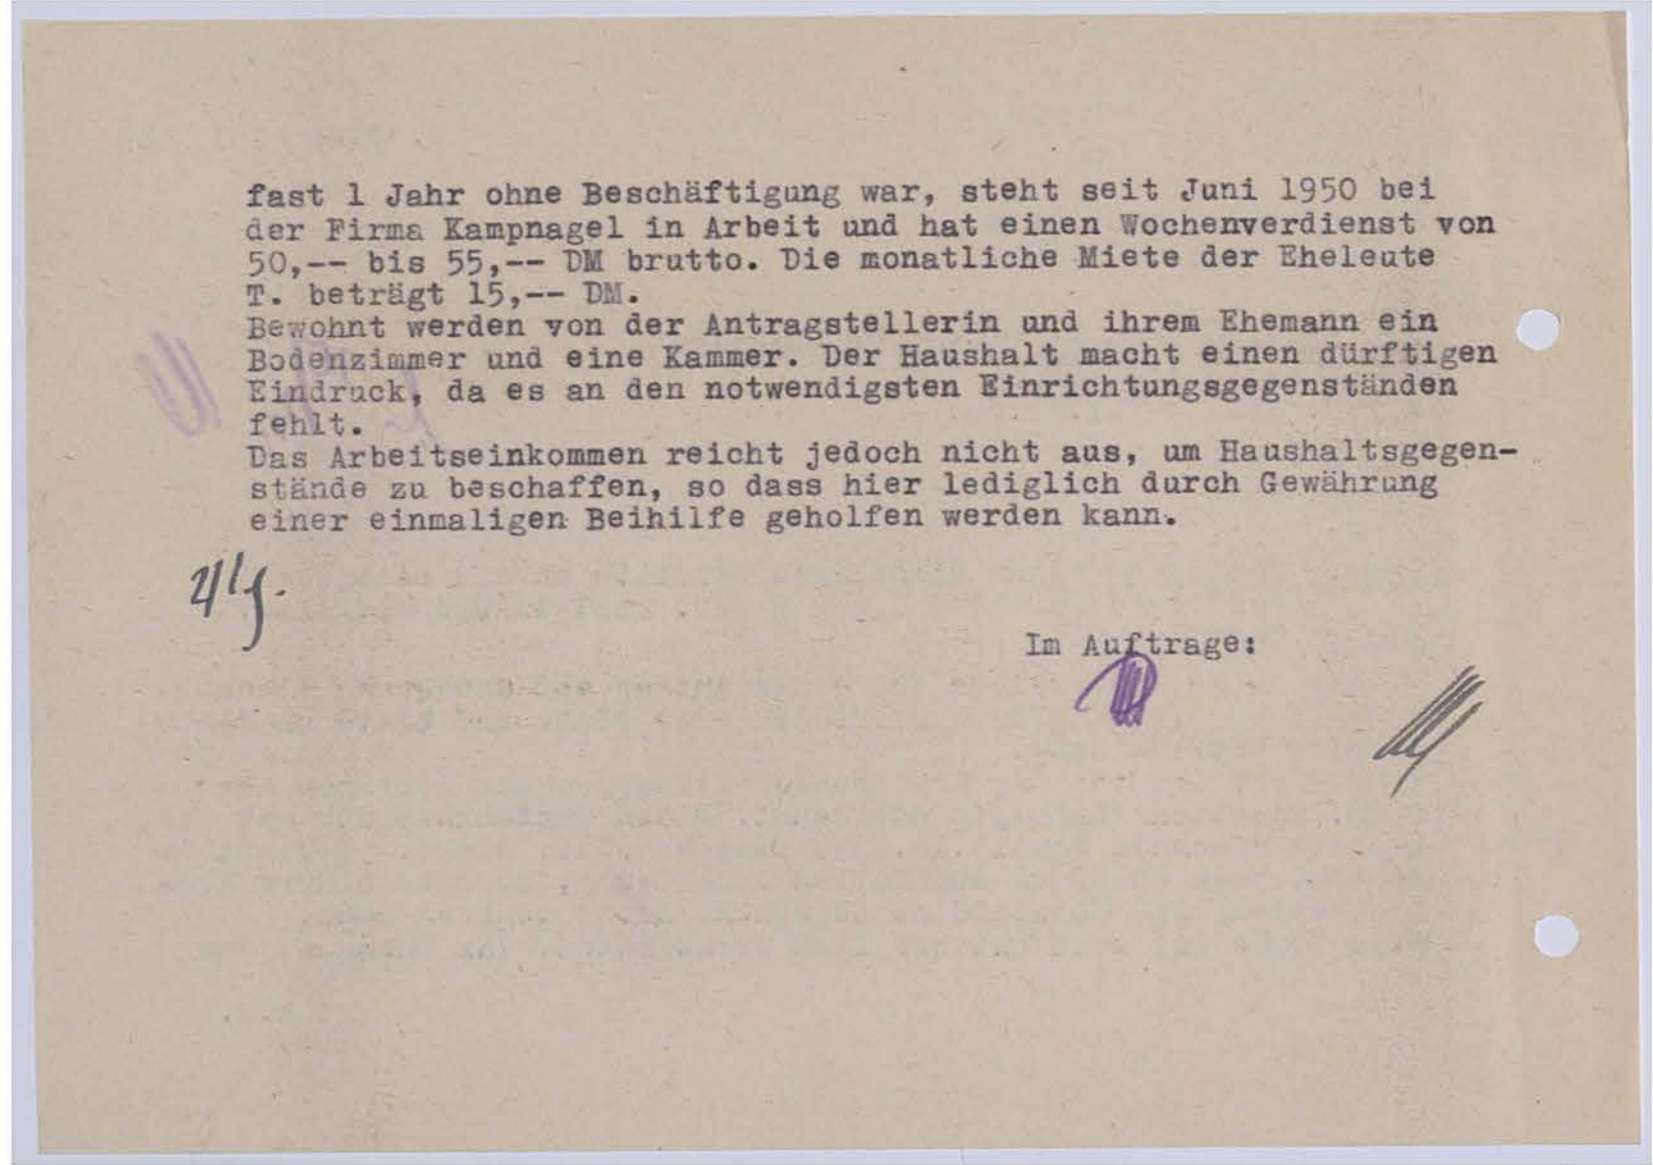 fast 1 Jahr ohne Beschäftigung war, steht seit Juni 1950 bei
der Firma Kampnagel in Arbeit und hat einen Wochenverdienst von
50,-- bis 55,-- DM brutto. Die monatliche Miete der Eheleute
T. beträgt 15,-- DM.
Bewohnt werden von der Antragstellerin und ihrem Ehemann ein
Bodenzimmer und eine Kammer. Der Haushalt macht einen dürftigen
Eindruck, da es an den notwendigsten Einrichtungsgegenständen
fehlt.
Das Arbeitseinkommen reicht jedoch nicht aus, um Haushaltsgegen-
stände zu beschaffen, so dass hier lediglich durch Gewährung
einer einmaligen Beihilfe geholfen werden kann.
Im Auftrage: